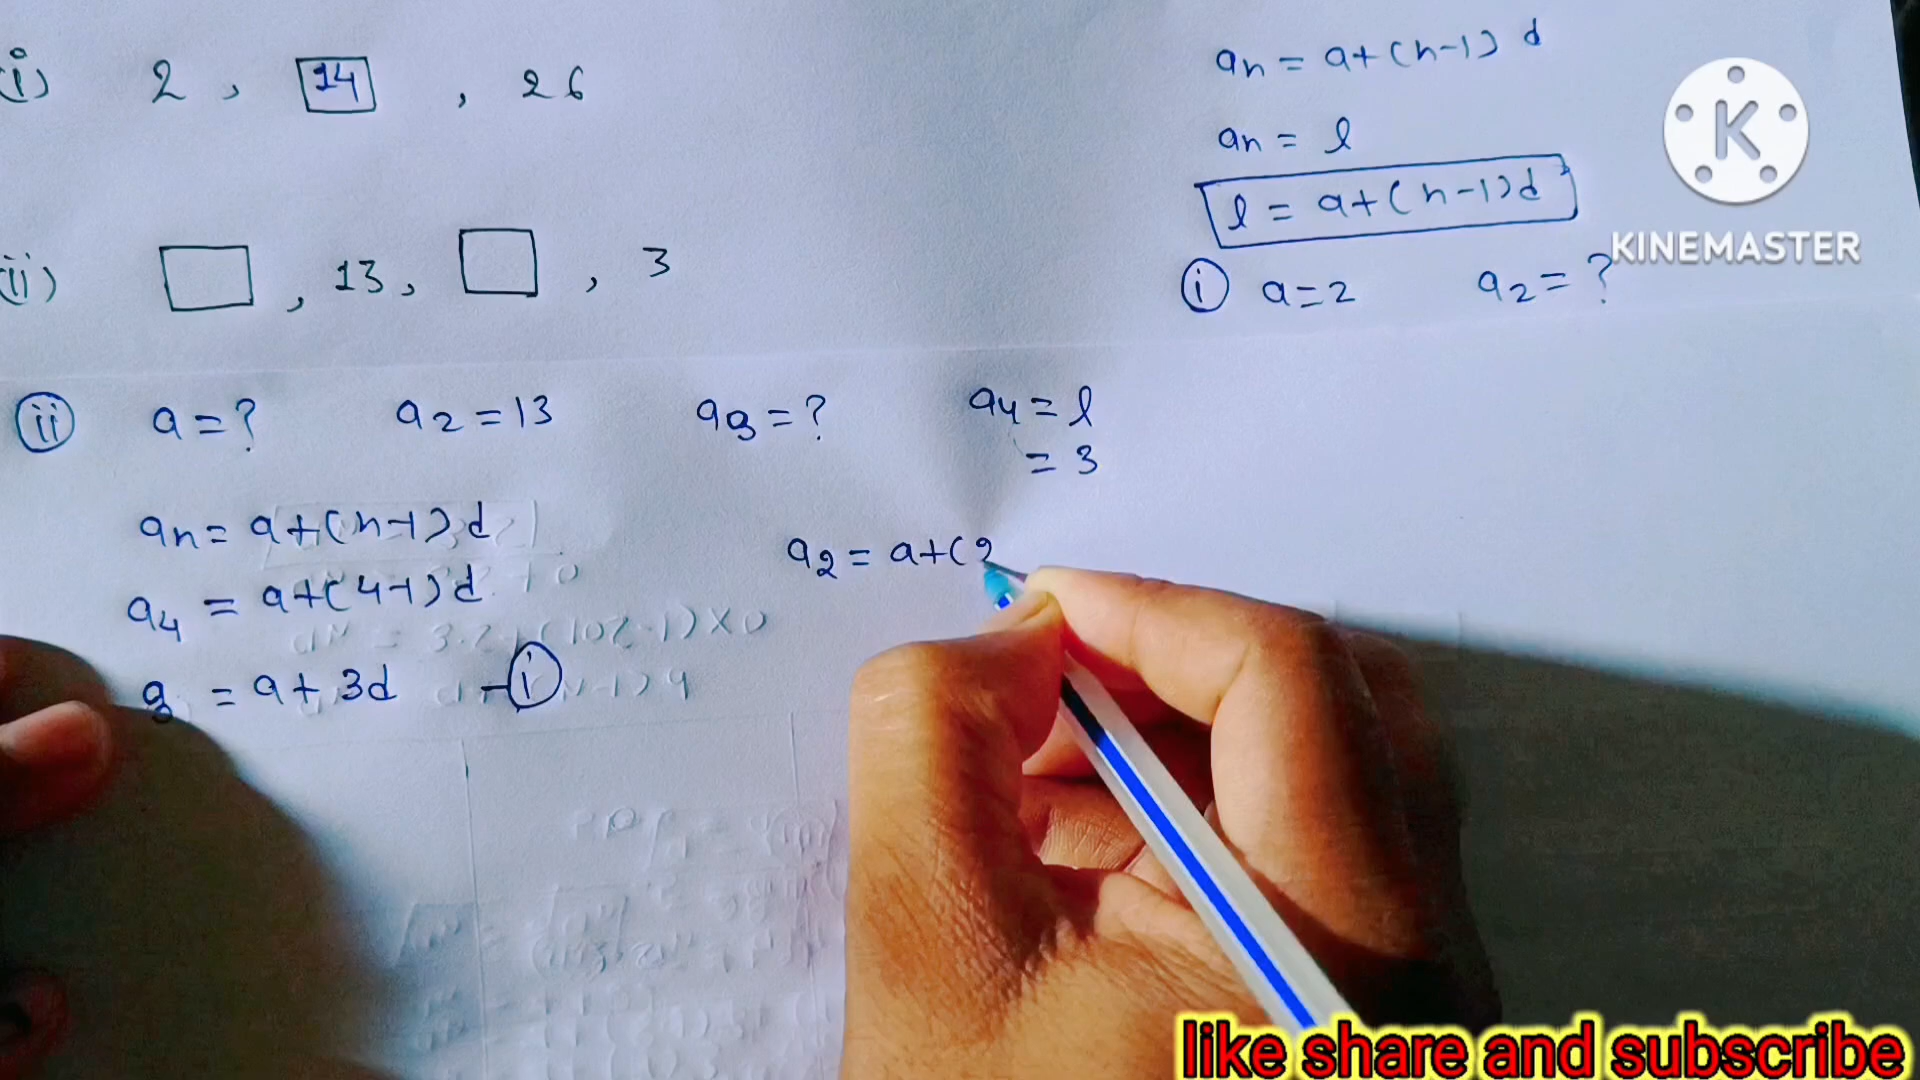 (i) 2 , 14 , 26
(ii) , 13, , 3
an = a+(n-1) d
an = l
l = a+(n-1)d
i a=2 a2 = ?
KINEMASTER
ii a=? a2=13 a3=? a4=l
=3
an= a+(n-1)d
a4 = a+(4-1)d
3 = a+ 3d -i
a2= a+(2
like share and subscribe